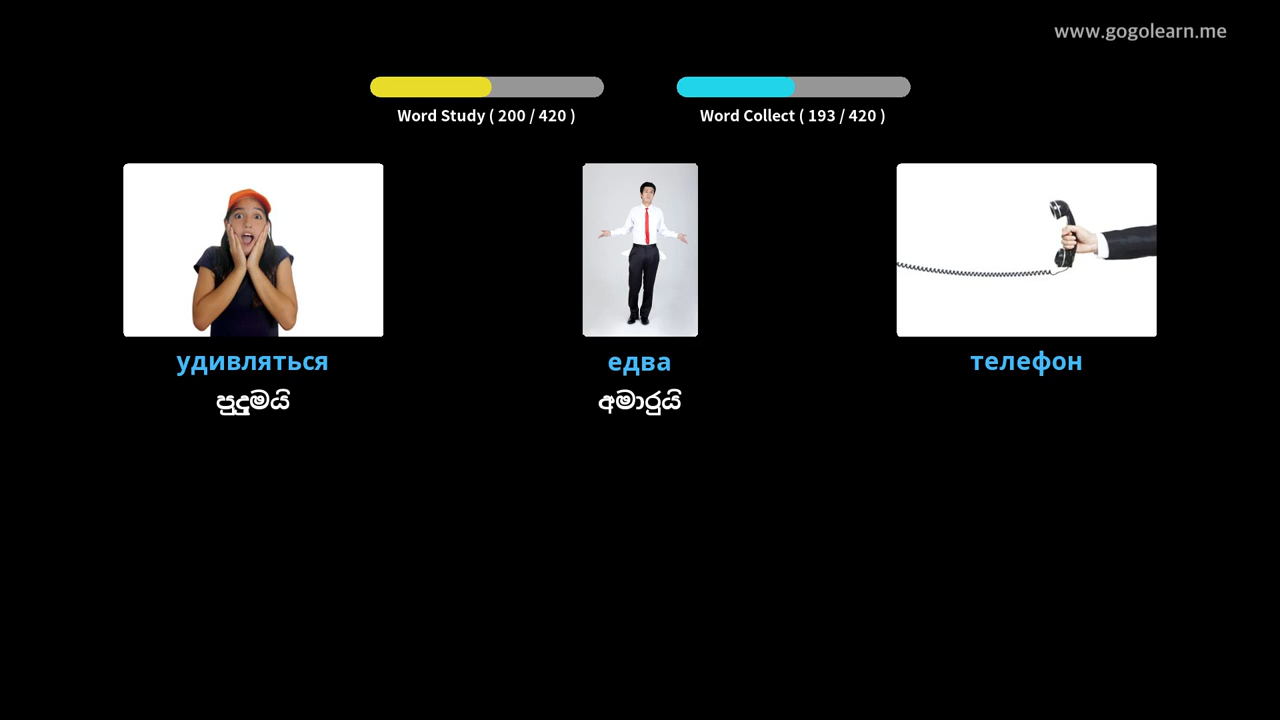 www.gogolearn.me
Word Study ( 200 / 420 )
Word Collect ( 193 / 420 )
удивляться
едва
телефон
පුදුමයි
අමාරුයි